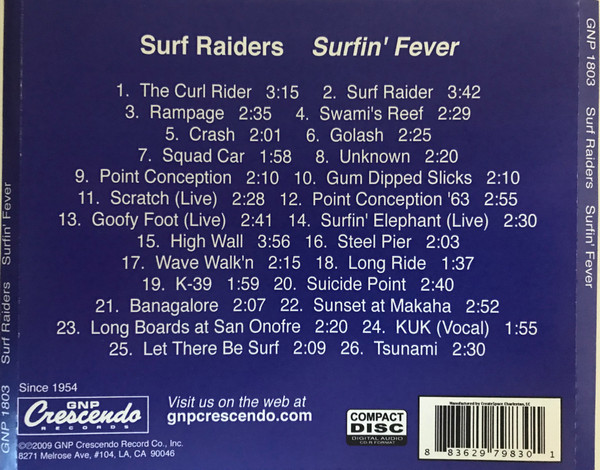 Surf Raiders Surfin' Fever
1. The Curl Rider 3:15 2. Surf Raider 3:42
3. Rampage 2:35 4. Swami's Reef 2:29
5. Crash 2:01 6. Golash 2:25
7. Squad Car 1:58 8. Unknown 2:20
9. Point Conception 2:10 10. Gum Dipped Slicks 2:10
11. Scratch (Live) 2:28 12. Point Conception '63 2:55
13. Goofy Foot (Live) 2:41 14. Surfin' Elephant (Live) 2:30
15. High Wall 3:56 16. Steel Pier 2:03
17. Wave Walk'n 2:15 18. Long Ride 1:37
19. K-39 1:59 20. Suicide Point 2:40
21. Banagalore 2:07 22. Sunset at Makaha 2:52
23. Long Boards at San Onofre 2:20 24. KUK (Vocal) 1:55
25. Let There Be Surf 2:09 26. Tsunami 2:30
Since 1954
GNP
Crescendo
RECORDS
©©2009 GNP Crescendo Record Co., Inc.
8271 Melrose Ave, #104, LA, CA 90046
Visit us on the web at
gnpcrescendo.com
COMPACT
DISC
DIGITAL AUDIO
CD-R FORMAT
Manufactured by CreateSpace Charleston, SC
8 83629 79830 1
GNP 1803 Surf Raiders Surfin' Fever
GNP 1803 Surf Raiders Surfin' Fever